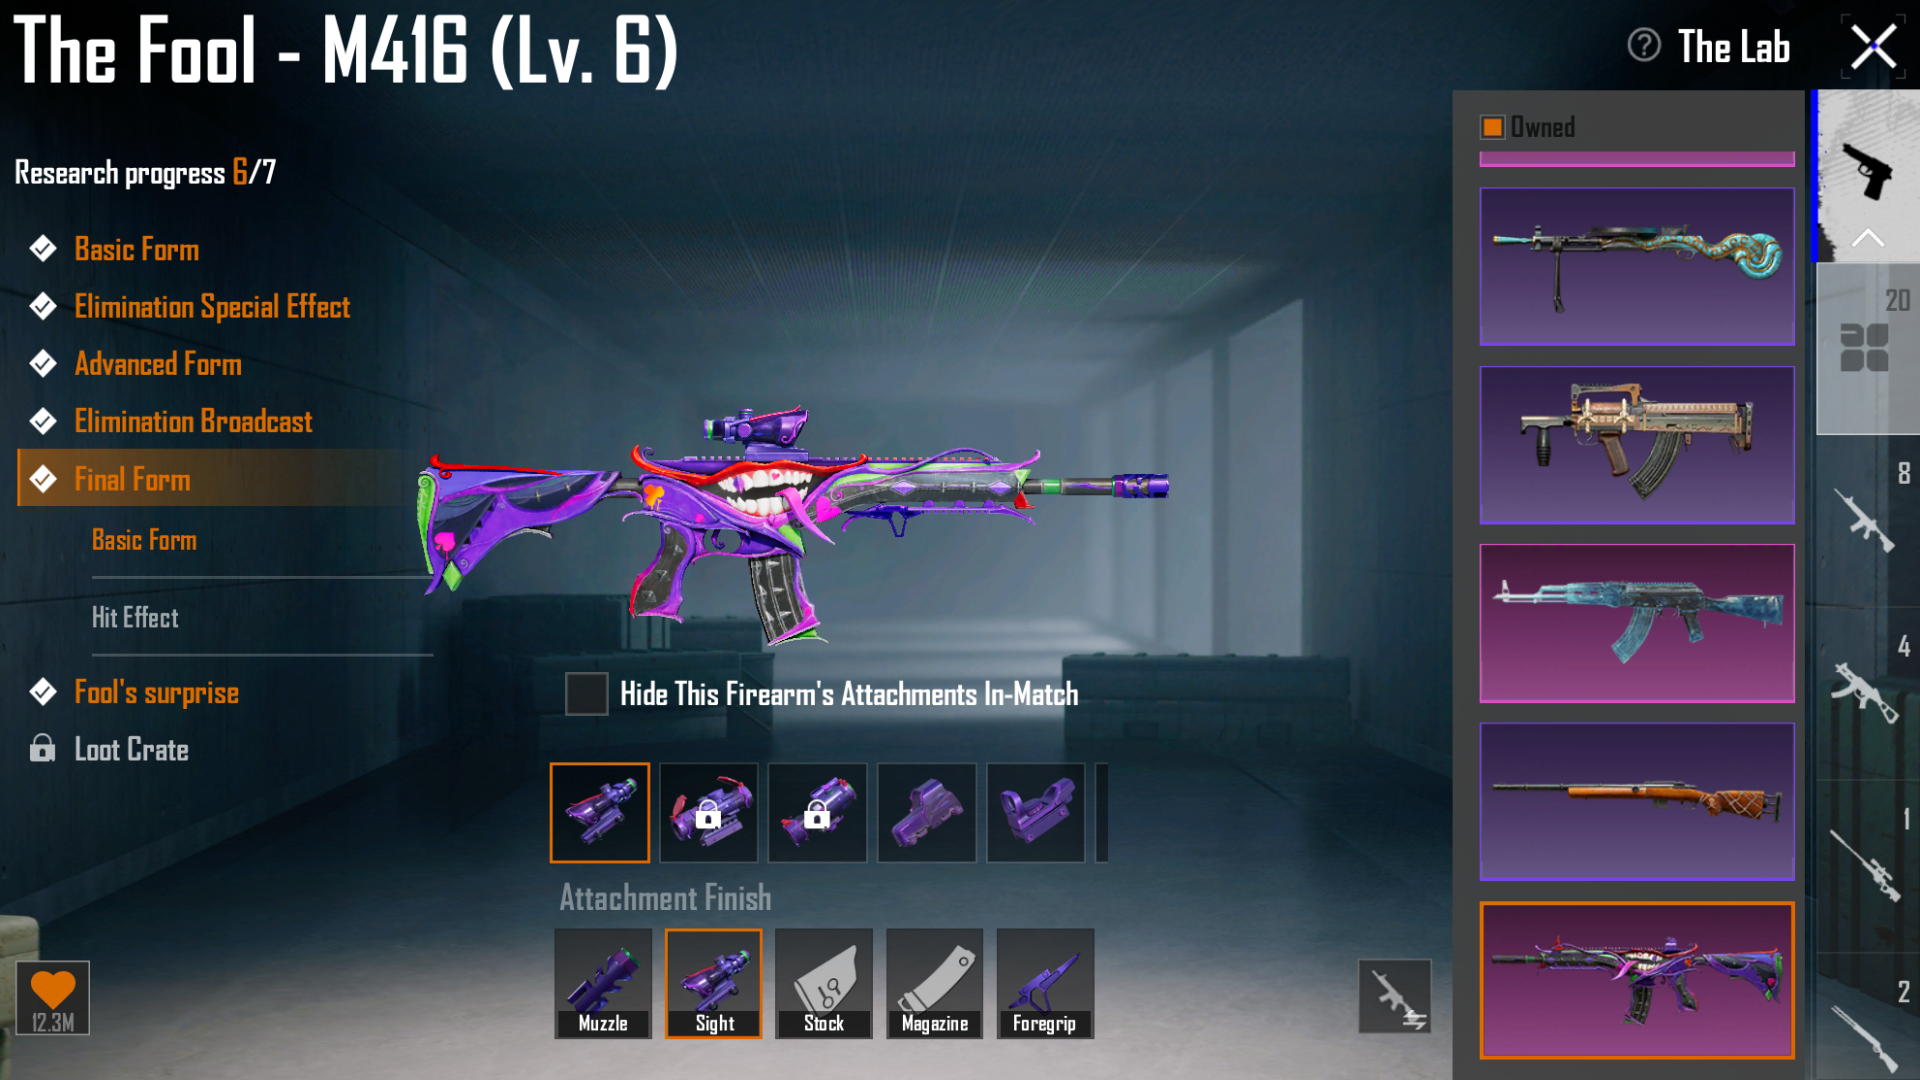 The Fool - M416 (Lv. 6)
The Lab
Research progress 6/7
Basic Form
Elimination Special Effect
Advanced Form
Elimination Broadcast
Final Form
Basic Form
Hit Effect
Fool's surprise
Loot Crate
12.3M
Hide This Firearm's Attachments In-Match
Attachment Finish
Muzzle
Sight
Stock
Magazine
Foregrip
Owned
20
8
4
1
2